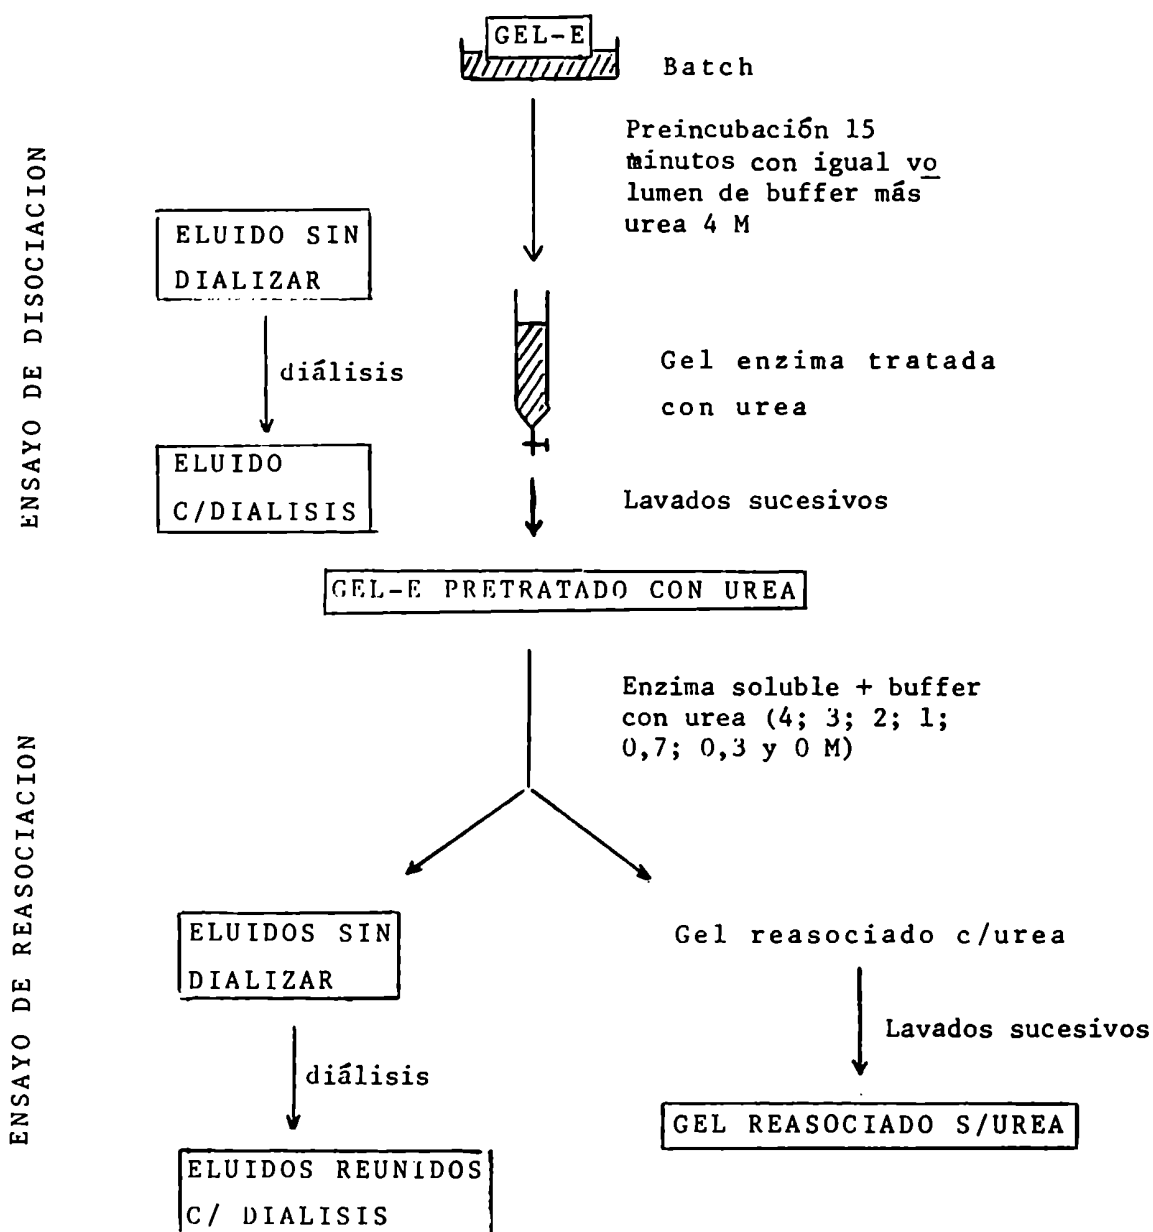 GEL-E
Batch
Preincubación 15
minutos con igual vo
lumen de buffer más
urea 4 M
ENSAYO DE DISOCIACION
ELUIDO SIN
DIALIZAR
diálisis
ELUIDO
C/DIALISIS
Gel enzima tratada
con urea
Lavados sucesivos
GEL-E PRETRATADO CON UREA
Enzima soluble + buffer
con urea (4; 3; 2; 1;
0,7; 0,3 y 0 M)
ENSAYO DE REASOCIACION
ELUIDOS SIN
DIALIZAR
diálisis
ELUIDOS REUNIDOS
C/ DIALISIS
Gel reasociado c/urea
Lavados sucesivos
GEL REASOCIADO S/UREA